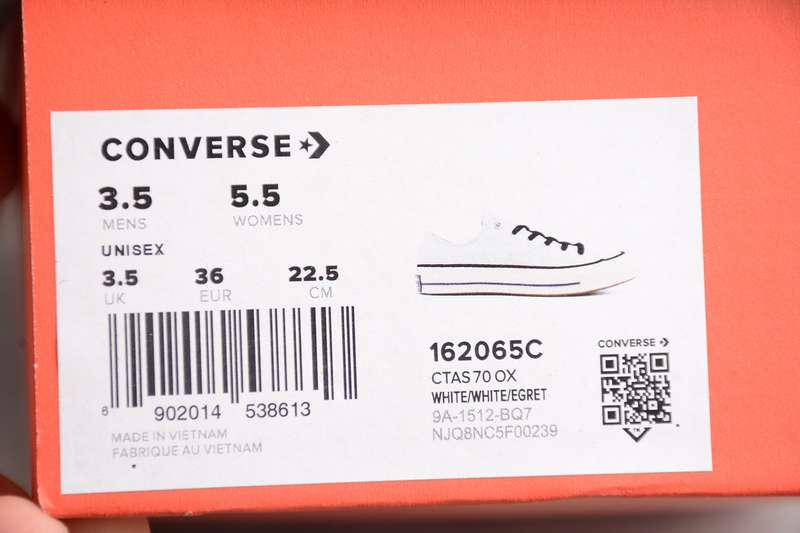 CONVERSE
3.5 5.5
MENS WOMENS
UNISEX
3.5 36 22.5
UK EUR CM
6 902014 538613
MADE IN VIETNAM
FABRIQUE AU VIETNAM
162065C
CTAS 70 OX
WHITE/WHITE/EGRET
9A-1512-BQ7
NJQ8NC5F00239
CONVERSE